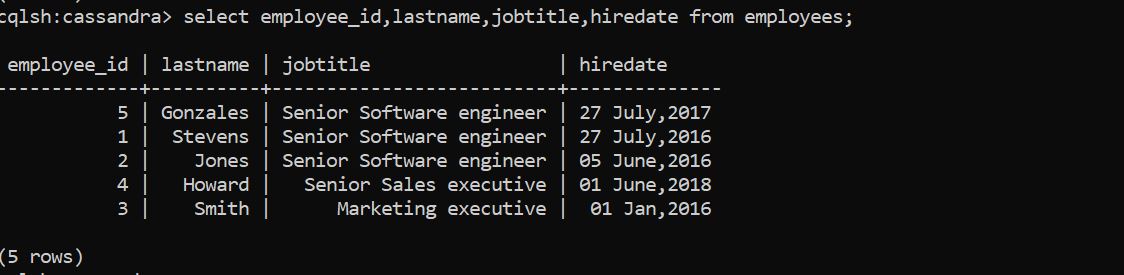 cqlsh:cassandra> select employee_id,lastname,jobtitle,hiredate from employees;
employee_id | lastname | jobtitle | hiredate
-------------+----------+--------------------------+--------------
5 | Gonzales | Senior Software engineer | 27 July,2017
1 | Stevens | Senior Software engineer | 27 July,2016
2 | Jones | Senior Software engineer | 05 June,2016
4 | Howard | Senior Sales executive | 01 June,2018
3 | Smith | Marketing executive | 01 Jan,2016
(5 rows)